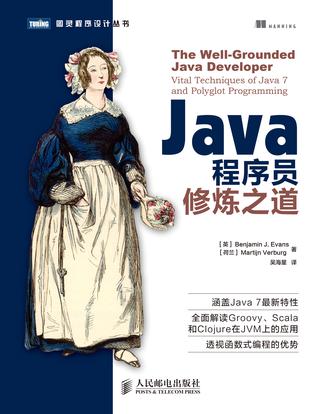 TURING 图灵程序设计丛书
MANNING
The Well-Grounded
Java Developer
Vital Techniques of Java 7
and Polyglot Programming
Java
程序员
修炼之道
[英] Benjamin J. Evans
[荷兰] Martijn Verburg 著
吴海星 译
涵盖Java 7最新特性
全面解读Groovy、Scala
和Clojure在JVM上的应用
透视函数式编程的优势
人民邮电出版社
POSTS & TELECOM PRESS